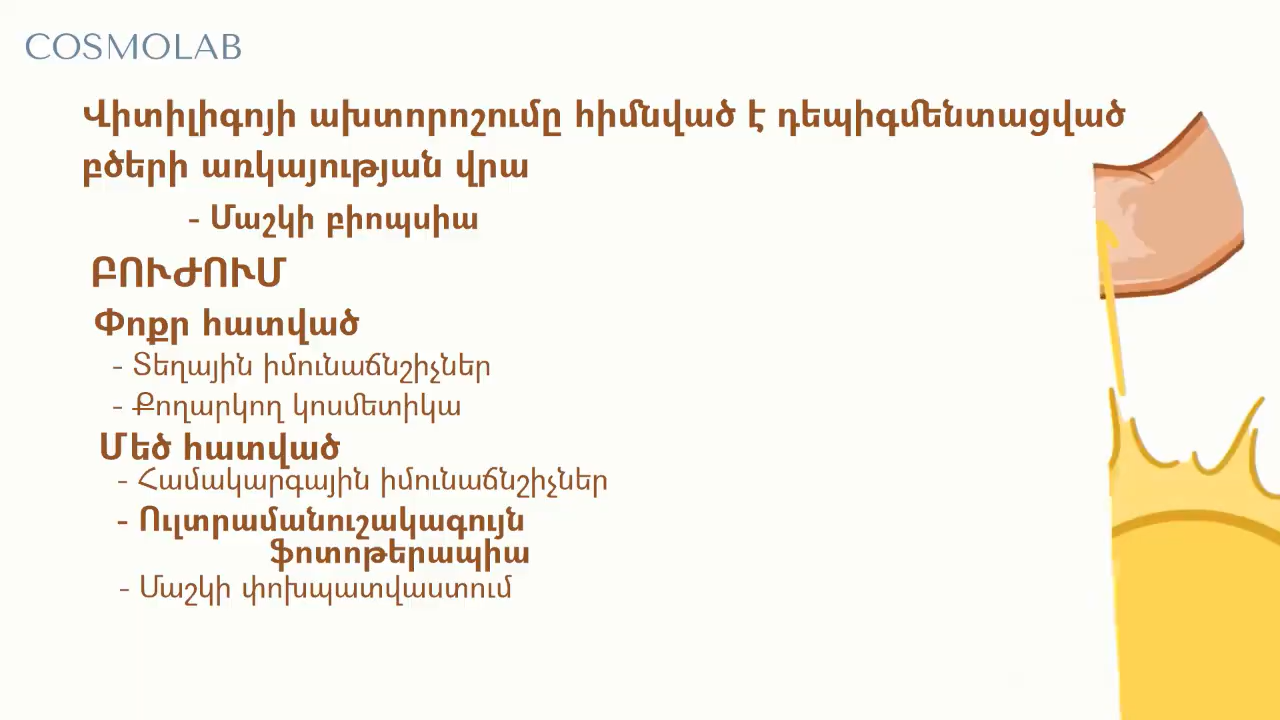 COSMOLAB
Վիտիլիգոյի ախտորոշումը հիմնված է դեպիգմենտացված
բծերի առկայության վրա
- Մաշկի բիոպսիա
ԲՈՒԺՈՒՄ
Փոքր հատված
- Տեղային իմունաճնշիչներ
- Քողարկող կոսմետիկա
Մեծ հատված
- Համակարգային իմունաճնշիչներ
- Ուլտրամանուշակագույն
ֆոտոթերապիա
- Մաշկի փոխպատվաստում